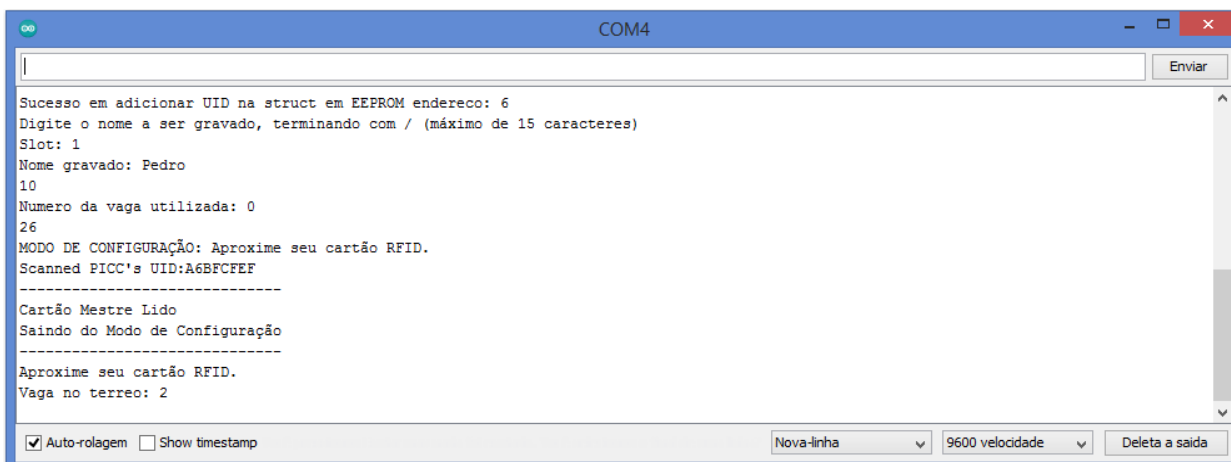 COM4
Enviar
Sucesso em adicionar UID na struct em EEPROM endereco: 6
Digite o nome a ser gravado, terminando com / (máximo de 15 caracteres)
Slot: 1
Nome gravado: Pedro
10
Numero da vaga utilizada: 0
26
MODO DE CONFIGURAÇÃO: Aproxime seu cartão RFID.
Scanned PICC's UID:A6BFCFEF
------------------------------
Cartão Mestre Lido
Saindo do Modo de Configuração
------------------------------
Aproxime seu cartão RFID.
Vaga no terreo: 2
Auto-rolagem Show timestamp Nova-linha 9600 velocidade Deleta a saida